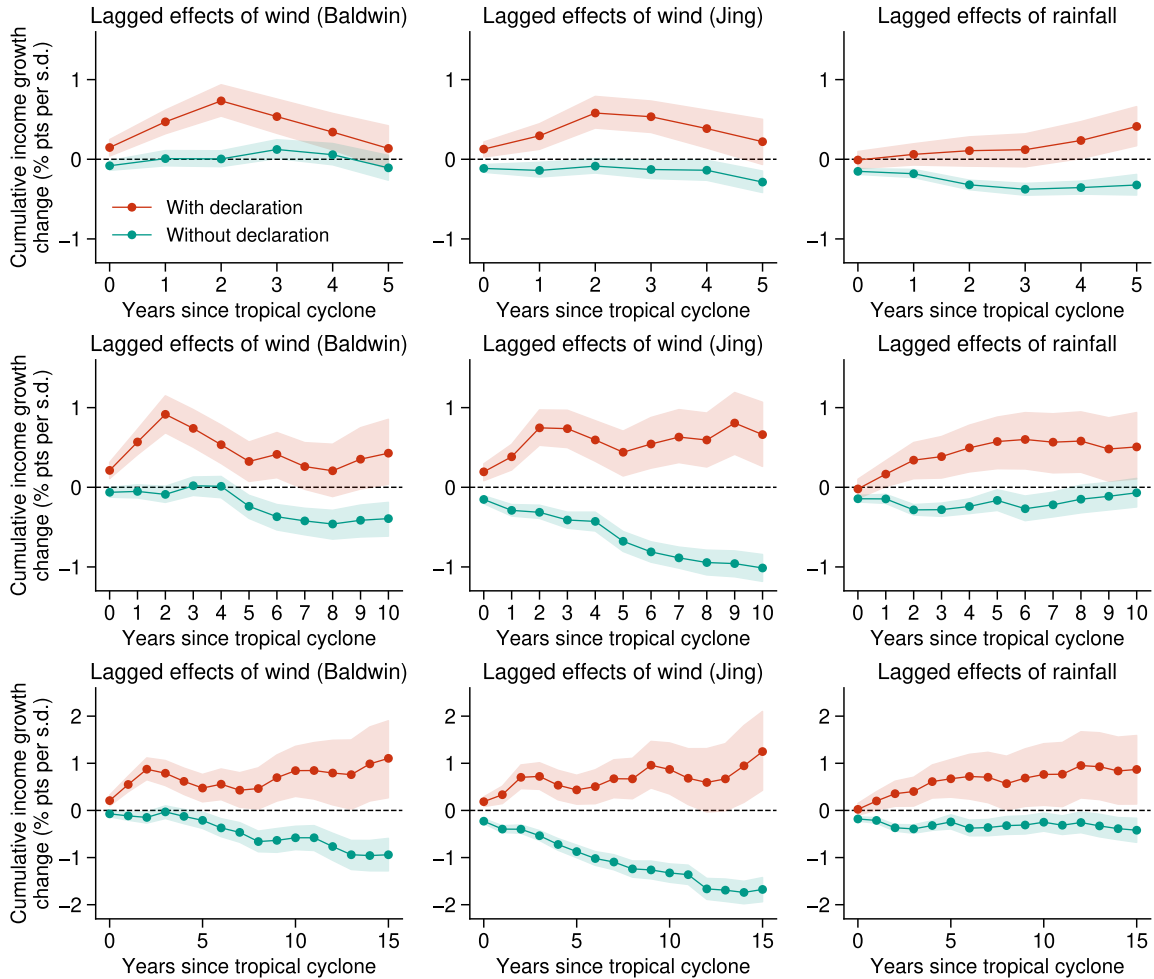 Lagged effects of wind (Baldwin)
Lagged effects of wind (Jing)
Lagged effects of rainfall
Cumulative income growth
change (% pts per s.d.)
1
0
−1
With declaration
Without declaration
0 1 2 3 4 5
Years since tropical cyclone
1
0
−1
0 1 2 3 4 5
Years since tropical cyclone
1
0
−1
0 1 2 3 4 5
Years since tropical cyclone
Lagged effects of wind (Baldwin)
Lagged effects of wind (Jing)
Lagged effects of rainfall
Cumulative income growth
change (% pts per s.d.)
1
0
−1
0 1 2 3 4 5 6 7 8 9 10
Years since tropical cyclone
1
0
−1
0 1 2 3 4 5 6 7 8 9 10
Years since tropical cyclone
1
0
−1
0 1 2 3 4 5 6 7 8 9 10
Years since tropical cyclone
Lagged effects of wind (Baldwin)
Lagged effects of wind (Jing)
Lagged effects of rainfall
Cumulative income growth
change (% pts per s.d.)
2
1
0
−1
−2
0 5 10 15
Years since tropical cyclone
2
1
0
−1
−2
0 5 10 15
Years since tropical cyclone
2
1
0
−1
−2
0 5 10 15
Years since tropical cyclone